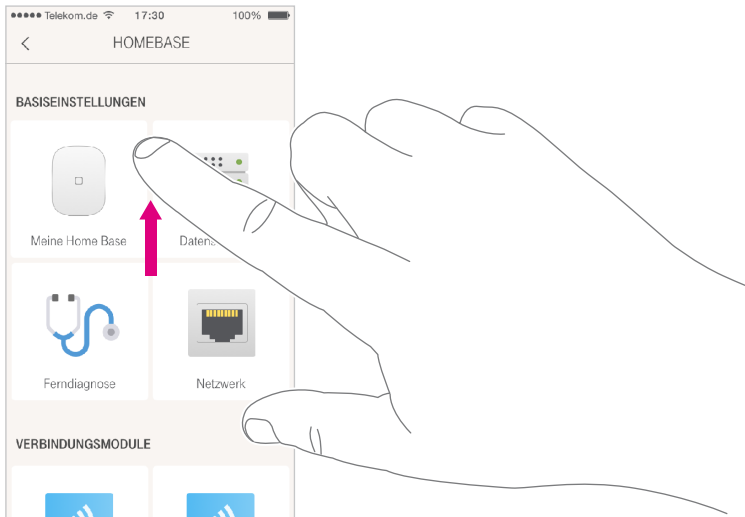 Telekom.de 17:30 100%
HOMEBASE
BASISEINSTELLUNGEN
Meine Home Base
Ferndiagnose Netzwerk
VERBINDUNGSMODULE